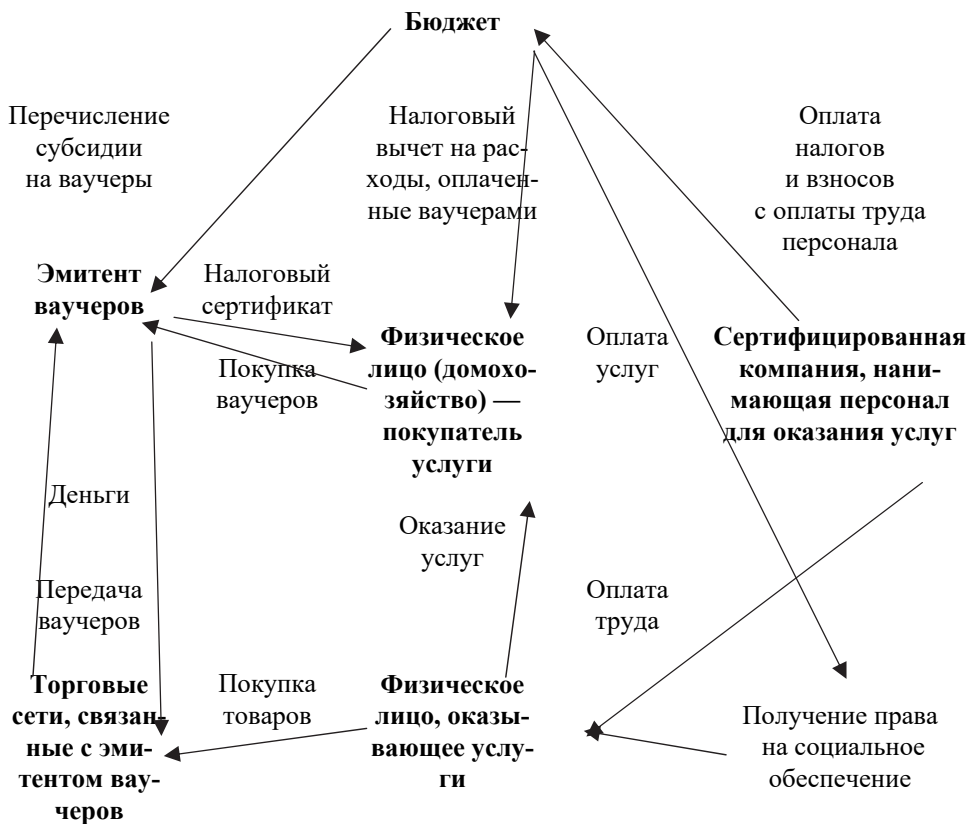 Бюджет
Перечисление
субсидии
на ваучеры
Налоговый
вычет на рас-
ходы, оплачен-
ные ваучерами
Оплата
налогов
и взносов
с оплаты труда
персонала
Эмитент
ваучеров
Налоговый
сертификат
Покупка
ваучеров
Физическое
лицо (домохо-
зяйство) —
покупатель
услуги
Оплата
услуг
Сертифицированная
компания, нани-
мающая персонал
для оказания услуг
Деньги
Передача
ваучеров
Оказание
услуг
Оплата
труда
Торговые
сети, связан-
ные с эми-
тентом вау-
черов
Покупка
товаров
Физическое
лицо, оказы-
вающее услу-
ги
Получение права
на социальное
обеспечение